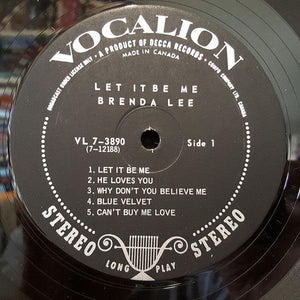 VOCALION
A PRODUCT OF DECCA RECORDS
MADE IN CANADA
LET IT BE ME
BRENDA LEE
VL 7-3890
(7-12188)
Side 1
1. LET IT BE ME
2. HE LOVES YOU
3. WHY DON'T YOU BELIEVE ME
4. BLUE VELVET
5. CAN'T BUY ME LOVE
STEREO
LONG PLAY
STEREO